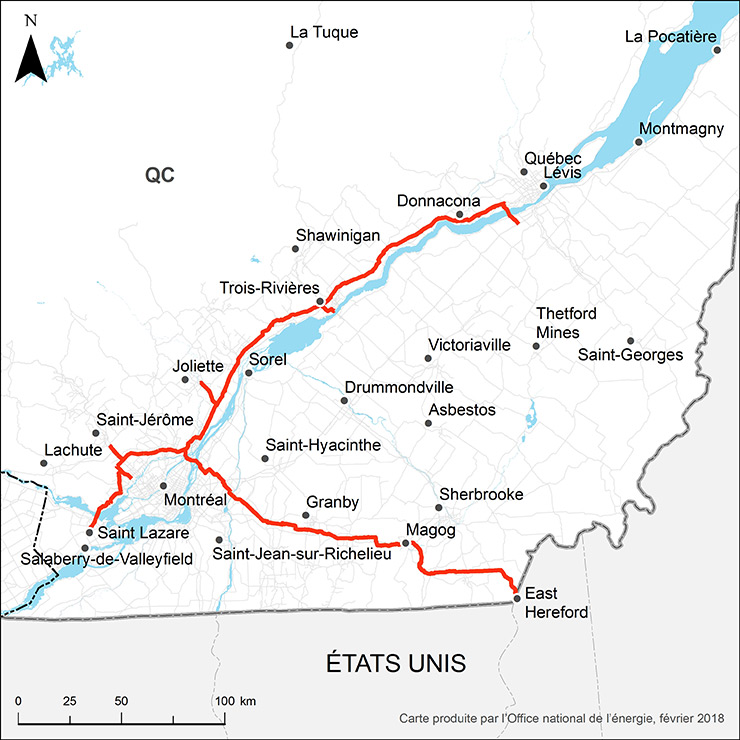 N
La Tuque
La Pocatière
Montmagny
QC
Québec
Lévis
Donnacona
Shawinigan
Trois-Rivières
Thetford
Mines
Victoriaville
Saint-Georges
Sorel
Joliette
Drummondville
Asbestos
Saint-Jérôme
Lachute
Saint-Hyacinthe
Montréal
Granby
Sherbrooke
Magog
Saint Lazare
Salaberry-de-Valleyfield
Saint-Jean-sur-Richelieu
East
Hereford
ÉTATS UNIS
0 25 50 100 km
Carte produite par l'Office national de l'énergie, février 2018